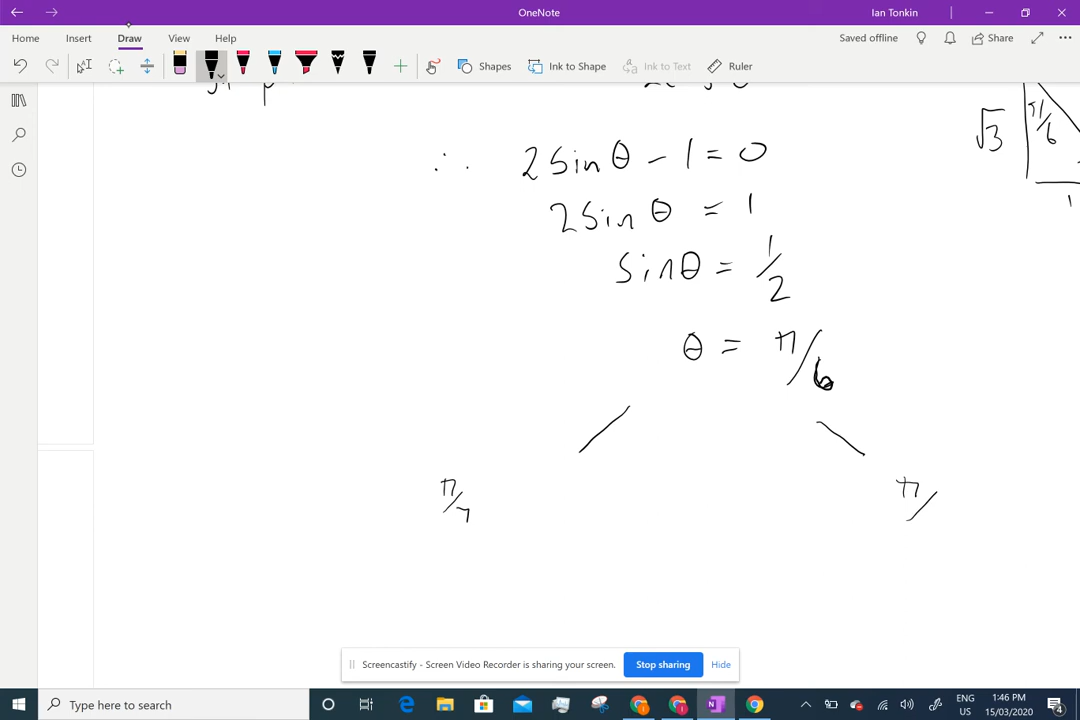 OneNote
Ian Tonkin
Home Insert Draw View Help
Saved offline Share
Shapes Ink to Shape Ink to Text Ruler
∴ 2sinθ − 1 = 0
2sinθ = 1
sinθ = 1/2
θ = π/6
√3 π/6
1
π/7 π/
Screencastify - Screen Video Recorder is sharing your screen. Stop sharing Hide
Type here to search
ENG
US
1:46 PM
15/03/2020
4